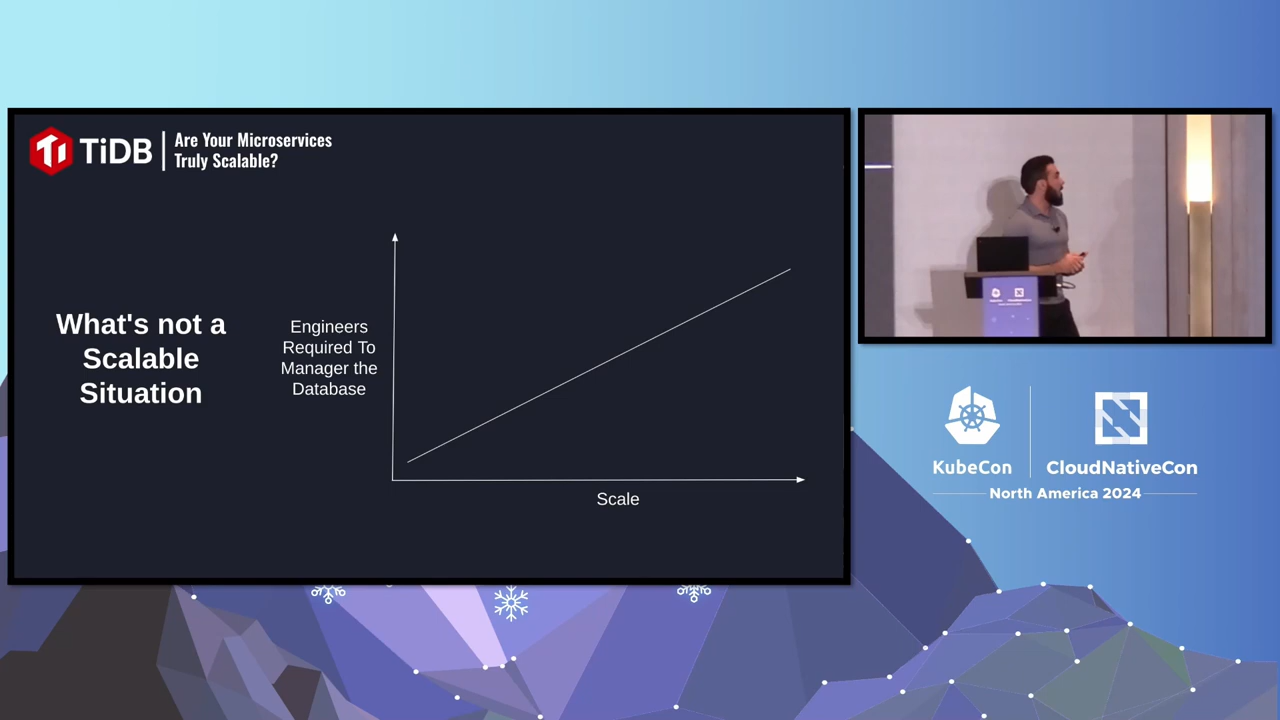 TiDB
Are Your Microservices
Truly Scalable?
What's not a
Scalable
Situation
Engineers
Required To
Manager the
Database
Scale
KubeCon
CloudNativeCon
North America 2024